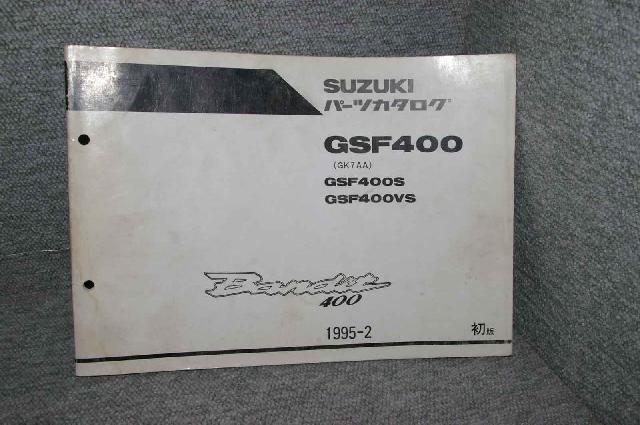 SUZUKI
パーツカタログ
GSF400
(GK7AA)
GSF400S
GSF400VS
Bandit
400
1995-2
初版